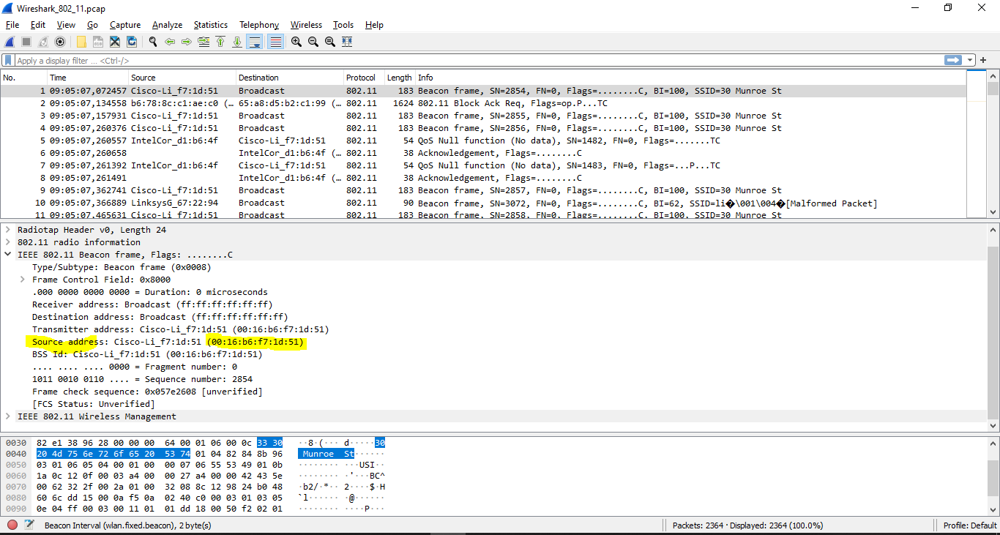 Wireshark_802_11.pcap
File Edit View Go Capture Analyze Statistics Telephony Wireless Tools Help
Apply a display filter ... <Ctrl-/>
No. Time Source Destination Protocol Length Info
1 09:05:07,072457 Cisco-Li_f7:1d:51 Broadcast 802.11 183 Beacon frame, SN=2854, FN=0, Flags=........C, BI=100, SSID=30 Munroe St
2 09:05:07,134558 b6:78:8c:c1:ae:c0 (… 65:a8:d5:b2:c1:99 (… 802.11 1624 802.11 Block Ack Req, Flags=op.P...TC
3 09:05:07,157931 Cisco-Li_f7:1d:51 Broadcast 802.11 183 Beacon frame, SN=2855, FN=0, Flags=........C, BI=100, SSID=30 Munroe St
4 09:05:07,260376 Cisco-Li_f7:1d:51 Broadcast 802.11 183 Beacon frame, SN=2856, FN=0, Flags=........C, BI=100, SSID=30 Munroe St
5 09:05:07,260557 IntelCor_d1:b6:4f Cisco-Li_f7:1d:51 802.11 54 QoS Null function (No data), SN=1482, FN=0, Flags=.......TC
6 09:05:07,260658 IntelCor_d1:b6:4f (… 802.11 38 Acknowledgement, Flags=........C
7 09:05:07,261392 IntelCor_d1:b6:4f Cisco-Li_f7:1d:51 802.11 54 QoS Null function (No data), SN=1483, FN=0, Flags=...P...TC
8 09:05:07,261491 IntelCor_d1:b6:4f (… 802.11 38 Acknowledgement, Flags=........C
9 09:05:07,362741 Cisco-Li_f7:1d:51 Broadcast 802.11 183 Beacon frame, SN=2857, FN=0, Flags=........C, BI=100, SSID=30 Munroe St
10 09:05:07,366889 LinksysG_67:22:94 Broadcast 802.11 90 Beacon frame, SN=3072, FN=0, Flags=........C, BI=62, SSID=li�\001\004�[Malformed Packet]
11 09:05:07,465631 Cisco-Li_f7:1d:51 Broadcast 802.11 183 Beacon frame, SN=2858, FN=0, Flags=........C, BI=100, SSID=30 Munroe St
Radiotap Header v0, Length 24
802.11 radio information
IEEE 802.11 Beacon frame, Flags: ........C
Type/Subtype: Beacon frame (0x0008)
Frame Control Field: 0x8000
.000 0000 0000 0000 = Duration: 0 microseconds
Receiver address: Broadcast (ff:ff:ff:ff:ff:ff)
Destination address: Broadcast (ff:ff:ff:ff:ff:ff)
Transmitter address: Cisco-Li_f7:1d:51 (00:16:b6:f7:1d:51)
Source address: Cisco-Li_f7:1d:51 (00:16:b6:f7:1d:51)
BSS Id: Cisco-Li_f7:1d:51 (00:16:b6:f7:1d:51)
.... .... .... 0000 = Fragment number: 0
1011 0010 0110 .... = Sequence number: 2854
Frame check sequence: 0x057e2608 [unverified]
[FCS Status: Unverified]
IEEE 802.11 Wireless Management
0030 82 e1 38 96 28 00 00 00 64 00 01 06 00 0c 33 30 ··8·(··· d·····30
0040 20 4d 75 6e 72 6f 65 20 53 74 01 04 82 84 8b 96 Munroe St······
0050 03 01 06 05 04 00 01 00 00 07 06 55 53 49 01 0b ········ ···USI··
0060 1a 0c 12 0f 00 03 a4 00 00 27 a4 00 00 42 43 5e ········ ·'···BC^
0070 00 62 32 2f 00 2a 01 00 32 08 8c 12 98 24 b0 48 ·b2/·*·· 2····$·H
0080 60 6c dd 15 00 0a f5 0a 02 40 c0 00 03 01 03 05 `l······ ·@······
0090 0e 04 ff 00 03 00 11 01 01 dd 18 00 50 f2 02 01 ········ ····P···
Beacon Interval (wlan.fixed.beacon), 2 byte(s) Packets: 2364 · Displayed: 2364 (100.0%) Profile: Default